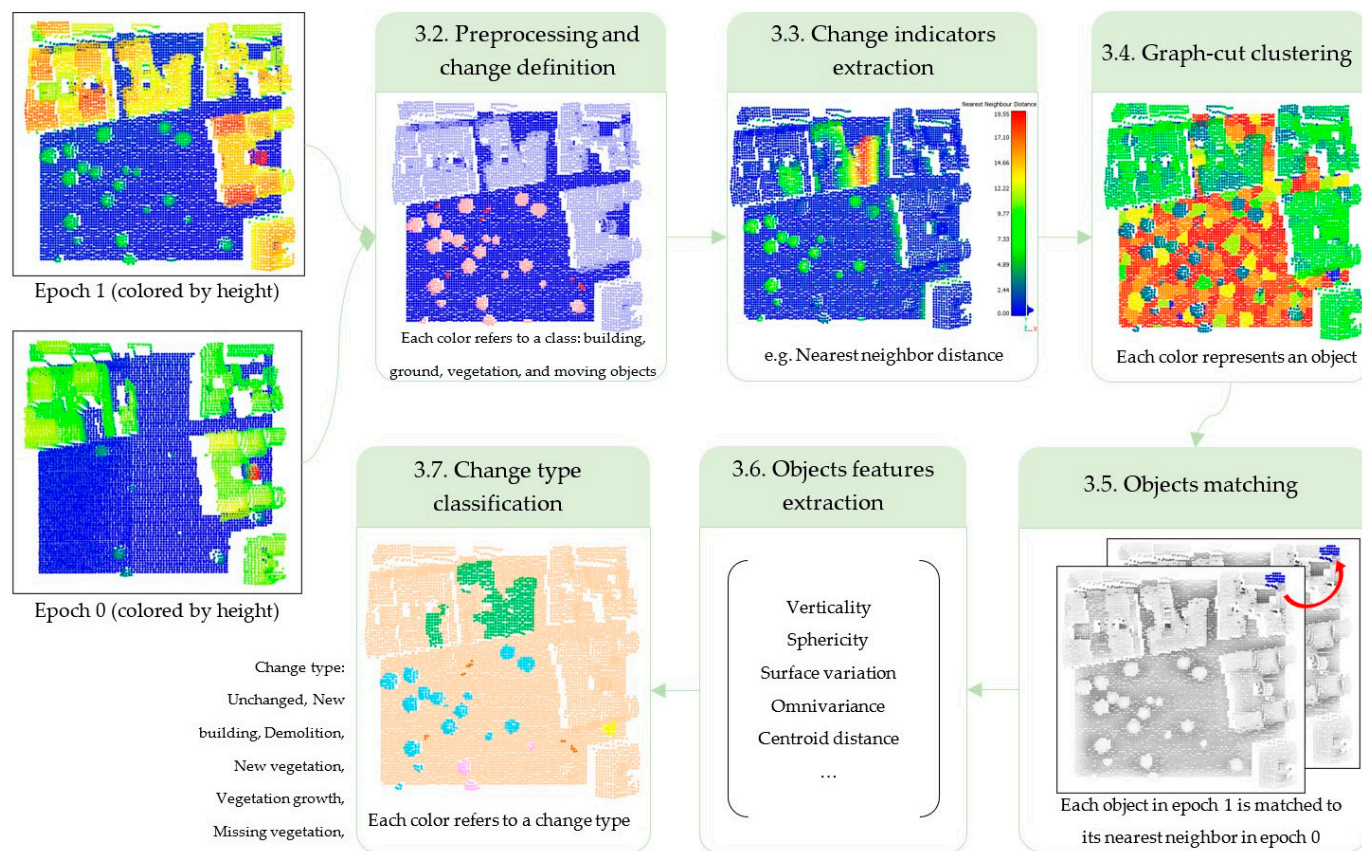 Epoch 1 (colored by height)
Epoch 0 (colored by height)
3.2. Preprocessing and
change definition
Each color refers to a class: building,
ground, vegetation, and moving objects
3.3. Change indicators
extraction
Nearest Neighbour Distance
19.55
17.10
14.66
12.22
9.77
7.33
4.89
2.44
0.00
X
e.g. Nearest neighbor distance
3.4. Graph-cut clustering
Each color represents an object
3.5. Objects matching
Each object in epoch 1 is matched to
its nearest neighbor in epoch 0
3.6. Objects features
extraction
Verticality
Sphericity
Surface variation
Omnivariance
Centroid distance
...
3.7. Change type
classification
Each color refers to a change type
Change type:
Unchanged, New
building, Demolition,
New vegetation,
Vegetation growth,
Missing vegetation,